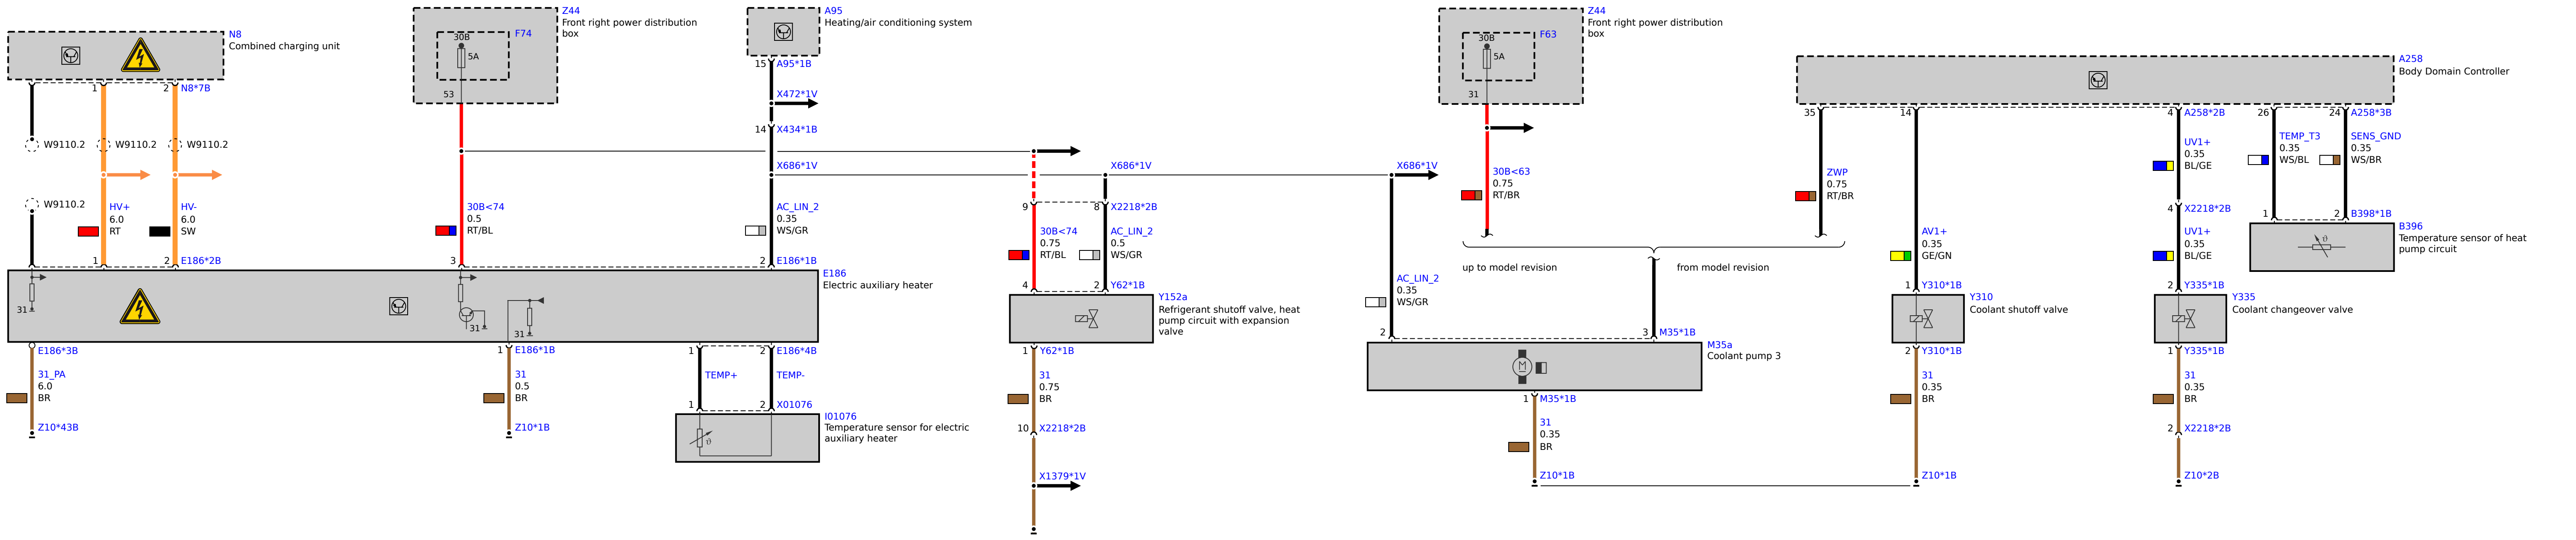 N8
Combined charging unit
1
2
N8*7B
W9110.2
W9110.2
W9110.2
W9110.2
HV+
6.0
RT
HV-
6.0
SW
1
2
E186*2B
Z44
Front right power distribution
box
F74
30B
5A
53
30B<74
0.5
RT/BL
3
A95
Heating/air conditioning system
15
A95*1B
X472*1V
14
X434*1B
X686*1V
AC_LIN_2
0.35
WS/GR
2
E186*1B
E186
Electric auxiliary heater
31
31
31
E186*3B
31_PA
6.0
BR
Z10*43B
1
E186*1B
31
0.5
BR
Z10*1B
1
2
E186*4B
TEMP+
TEMP-
1
2
X01076
I01076
Temperature sensor for electric
auxiliary heater
ϑ
X686*1V
9
8
X2218*2B
30B<74
0.75
RT/BL
AC_LIN_2
0.5
WS/GR
4
2
Y62*1B
Y152a
Refrigerant shutoff valve, heat
pump circuit with expansion
valve
1
Y62*1B
31
0.75
BR
10
X2218*2B
X1379*1V
X686*1V
AC_LIN_2
0.35
WS/GR
2
Z44
Front right power distribution
box
F63
30B
5A
31
30B<63
0.75
RT/BR
up to model revision
from model revision
3
M35*1B
M35a
Coolant pump 3
M
1
M35*1B
31
0.35
BR
Z10*1B
A258
Body Domain Controller
35
ZWP
0.75
RT/BR
14
AV1+
0.35
GE/GN
1
Y310*1B
Y310
Coolant shutoff valve
2
Y310*1B
31
0.35
BR
Z10*1B
4
A258*2B
UV1+
0.35
BL/GE
4
X2218*2B
UV1+
0.35
BL/GE
2
Y335*1B
Y335
Coolant changeover valve
1
Y335*1B
31
0.35
BR
2
X2218*2B
Z10*2B
26
24
A258*3B
TEMP_T3
0.35
WS/BL
SENS_GND
0.35
WS/BR
1
2
B398*1B
B396
Temperature sensor of heat
pump circuit
ϑ